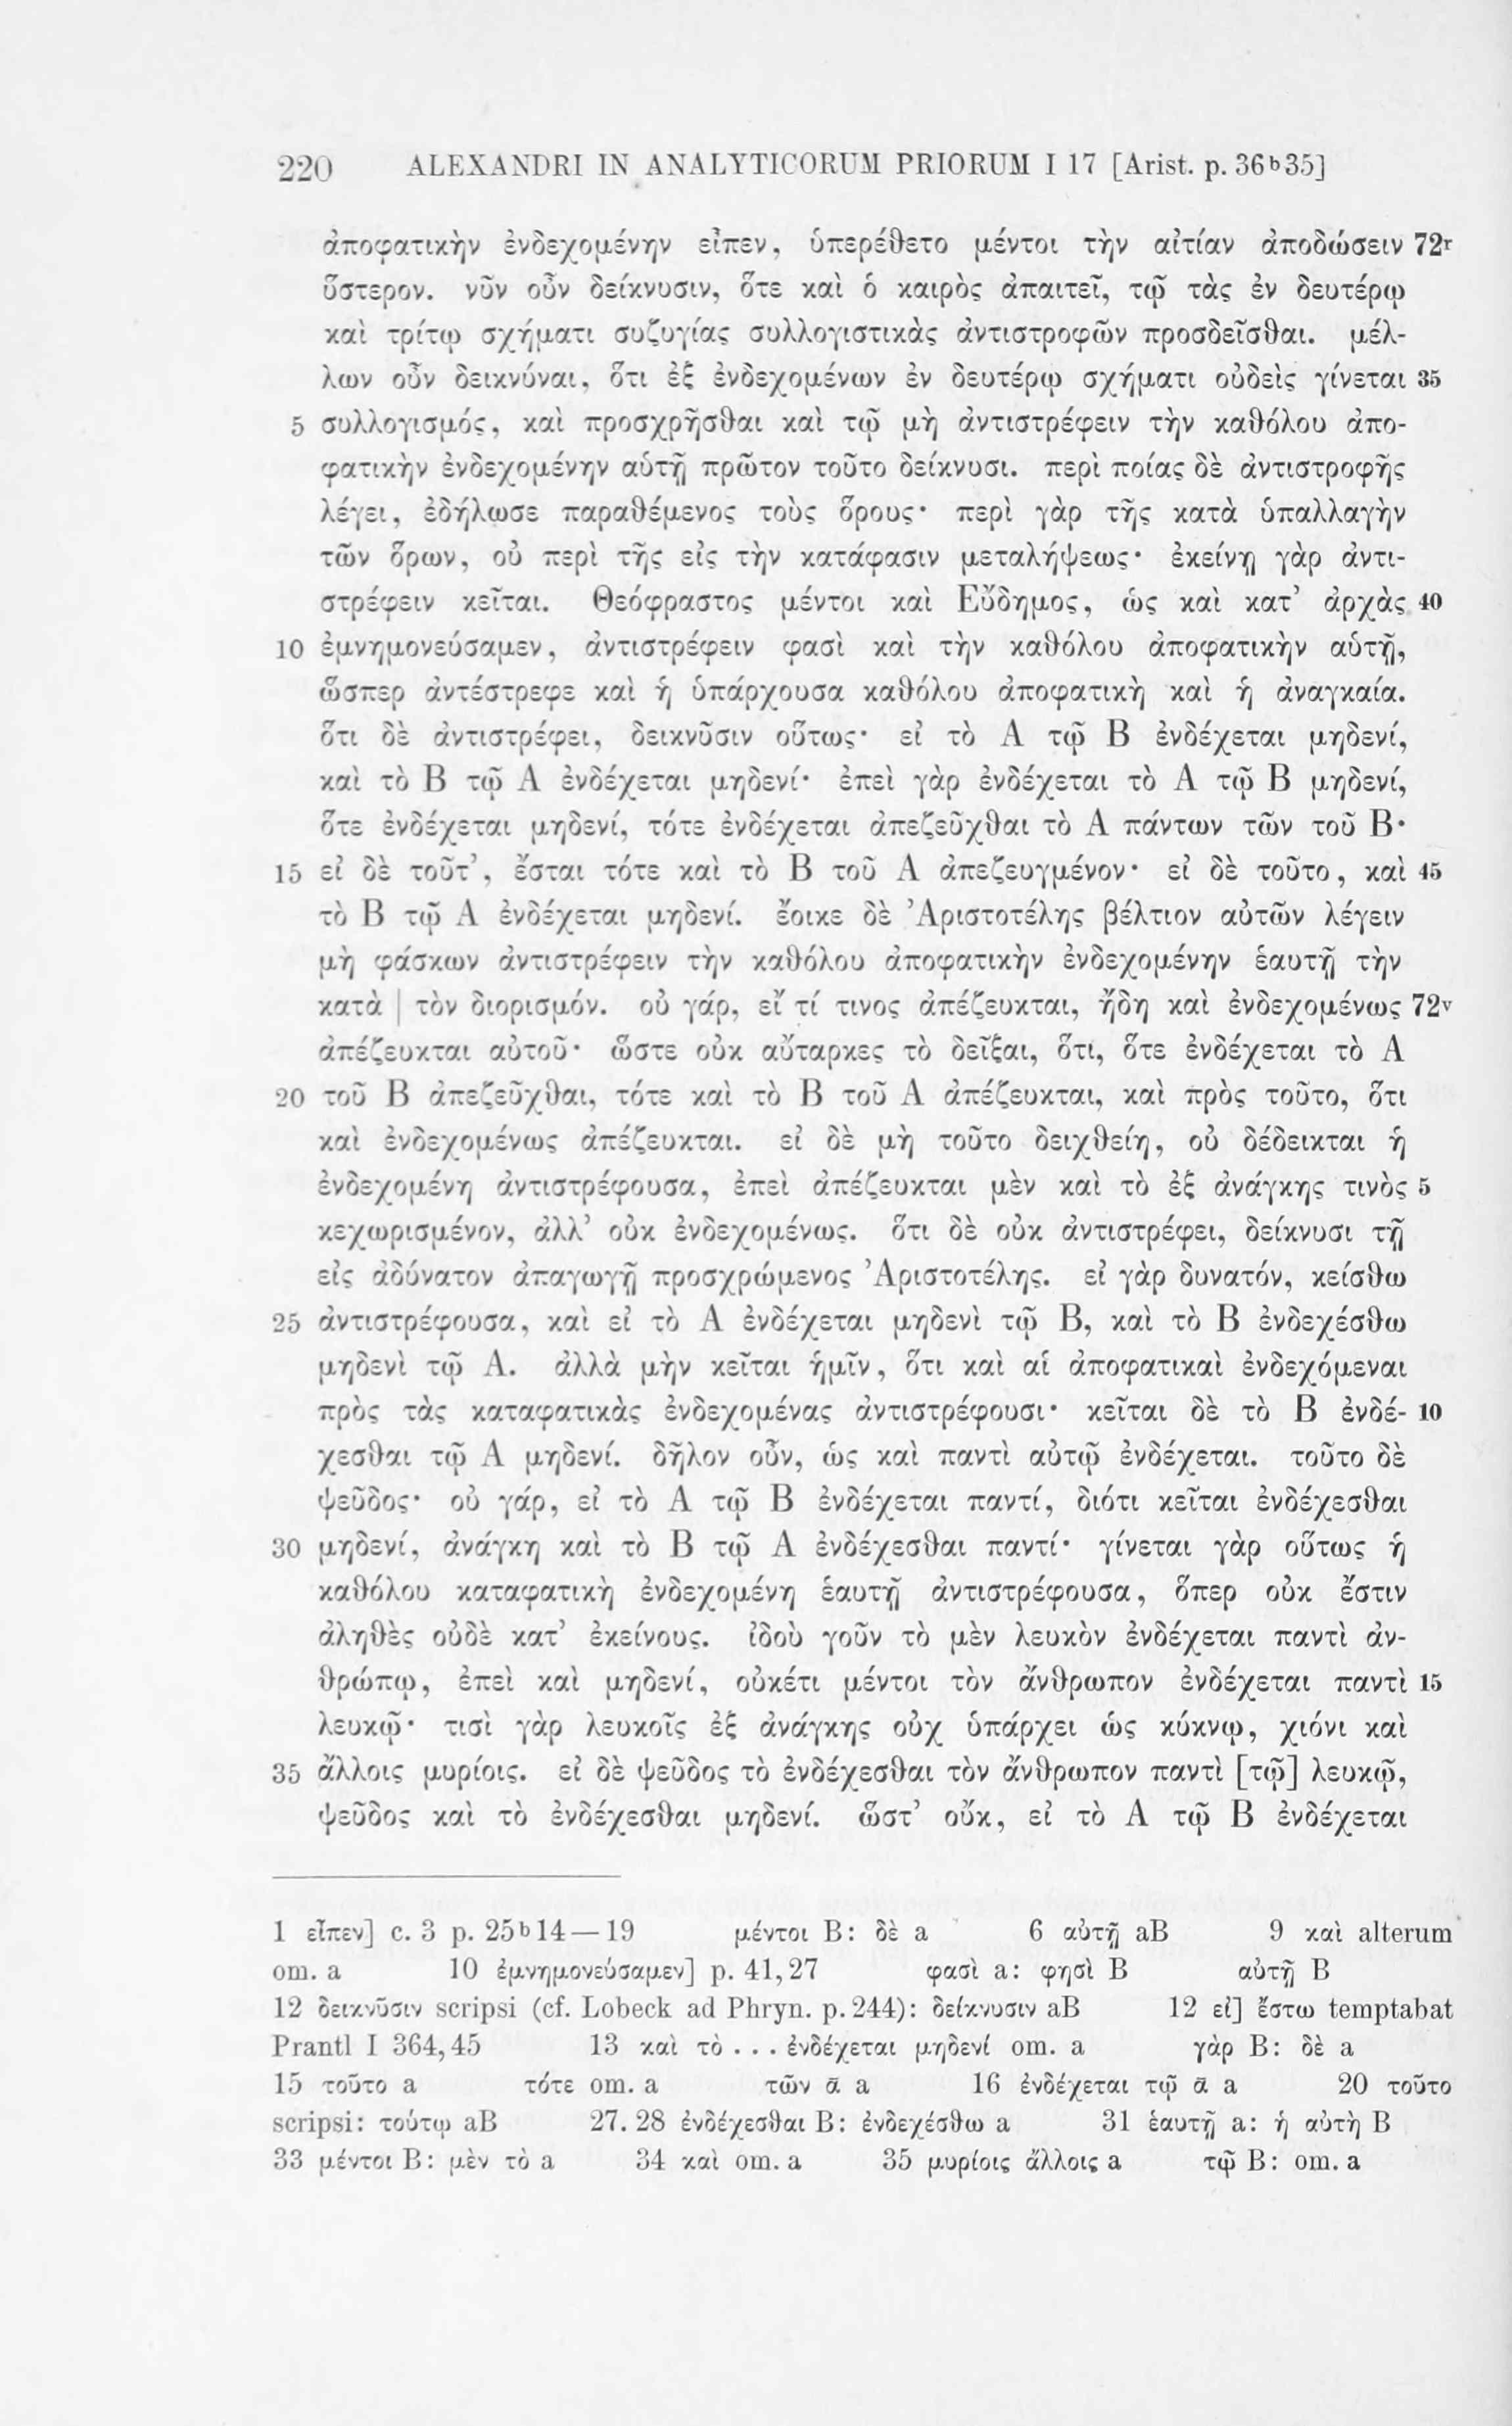 220 ALEXANDRI IN ANALYTICORUM PRIORUM I 17 [Arist. p. 36ᵇ35]
ἀποφατικὴν ἐνδεχομένην εἶπεν, ὑπερέθετο μέντοι τὴν αἰτίαν ἀποδώσειν 72ʳ
ὕστερον. νῦν οὖν δείκνυσιν, ὅτε καὶ ὁ καιρὸς ἀπαιτεῖ, τῷ τὰς ἐν δευτέρῳ
καὶ τρίτῳ σχήματι συζυγίας συλλογιστικὰς ἀντιστροφῶν προσδεῖσθαι. μέλ-
λων οὖν δεικνύναι, ὅτι ἐξ ἐνδεχομένων ἐν δευτέρῳ σχήματι οὐδεὶς γίνεται 35
5 συλλογισμός, καὶ προσχρῆσθαι καὶ τῷ μὴ ἀντιστρέφειν τὴν καθόλου ἀπο-
φατικὴν ἐνδεχομένην αὑτῇ πρῶτον τοῦτο δείκνυσι. περὶ ποίας δὲ ἀντιστροφῆς
λέγει, ἐδήλωσε παραθέμενος τοὺς ὅρους· περὶ γὰρ τῆς κατὰ ὑπαλλαγὴν
τῶν ὅρων, οὐ περὶ τῆς εἰς τὴν κατάφασιν μεταλήψεως· ἐκείνῃ γὰρ ἀντι-
στρέφειν κεῖται. Θεόφραστος μέντοι καὶ Εὔδημος, ὡς καὶ κατ’ ἀρχὰς 40
10 ἐμνημονεύσαμεν, ἀντιστρέφειν φασὶ καὶ τὴν καθόλου ἀποφατικὴν αὑτῇ,
ὥσπερ ἀντέστρεφε καὶ ἡ ὑπάρχουσα καθόλου ἀποφατικὴ καὶ ἡ ἀναγκαία.
ὅτι δὲ ἀντιστρέφει, δεικνῦσιν οὕτως· εἰ τὸ Α τῷ Β ἐνδέχεται μηδενί,
καὶ τὸ Β τῷ Α ἐνδέχεται μηδενί· ἐπεὶ γὰρ ἐνδέχεται τὸ Α τῷ Β μηδενί,
ὅτε ἐνδέχεται μηδενί, τότε ἐνδέχεται ἀπεζεῦχθαι τὸ Α πάντων τῶν τοῦ Β·
15 εἰ δὲ τοῦτ’, ἔσται τότε καὶ τὸ Β τοῦ Α ἀπεζευγμένον· εἰ δὲ τοῦτο, καὶ 45
τὸ Β τῷ Α ἐνδέχεται μηδενί. ἔοικε δὲ Ἀριστοτέλης βέλτιον αὐτῶν λέγειν
μὴ φάσκων ἀντιστρέφειν τὴν καθόλου ἀποφατικὴν ἐνδεχομένην ἑαυτῇ τὴν
κατὰ | τὸν διορισμόν. οὐ γάρ, εἴ τί τινος ἀπέζευκται, ἤδη καὶ ἐνδεχομένως 72ᵛ
ἀπέζευκται αὐτοῦ· ὥστε οὐκ αὔταρκες τὸ δεῖξαι, ὅτι, ὅτε ἐνδέχεται τὸ Α
20 τοῦ Β ἀπεζεῦχθαι, τότε καὶ τὸ Β τοῦ Α ἀπέζευκται, καὶ πρὸς τοῦτο, ὅτι
καὶ ἐνδεχομένως ἀπέζευκται. εἰ δὲ μὴ τοῦτο δειχθείη, οὐ δέδεικται ἡ
ἐνδεχομένη ἀντιστρέφουσα, ἐπεὶ ἀπέζευκται μὲν καὶ τὸ ἐξ ἀνάγκης τινὸς 5
κεχωρισμένον, ἀλλ’ οὐκ ἐνδεχομένως. ὅτι δὲ οὐκ ἀντιστρέφει, δείκνυσι τῇ
εἰς ἀδύνατον ἀπαγωγῇ προσχρώμενος Ἀριστοτέλης. εἰ γὰρ δυνατόν, κείσθω
25 ἀντιστρέφουσα, καὶ εἰ τὸ Α ἐνδέχεται μηδενὶ τῷ Β, καὶ τὸ Β ἐνδεχέσθω
μηδενὶ τῷ Α. ἀλλὰ μὴν κεῖται ἡμῖν, ὅτι καὶ αἱ ἀποφατικαὶ ἐνδεχόμεναι
πρὸς τὰς καταφατικὰς ἐνδεχομένας ἀντιστρέφουσι· κεῖται δὲ τὸ Β ἐνδέ- 10
χεσθαι τῷ Α μηδενί. δῆλον οὖν, ὡς καὶ παντὶ αὐτῷ ἐνδέχεται. τοῦτο δὲ
ψεῦδος· οὐ γάρ, εἰ τὸ Α τῷ Β ἐνδέχεται παντί, διότι κεῖται ἐνδέχεσθαι
30 μηδενί, ἀνάγκη καὶ τὸ Β τῷ Α ἐνδέχεσθαι παντί· γίνεται γὰρ οὕτως ἡ
καθόλου καταφατικὴ ἐνδεχομένη ἑαυτῇ ἀντιστρέφουσα, ὅπερ οὐκ ἔστιν
ἀληθὲς οὐδὲ κατ’ ἐκείνους. ἰδοὺ γοῦν τὸ μὲν λευκὸν ἐνδέχεται παντὶ ἀν-
θρώπῳ, ἐπεὶ καὶ μηδενί, οὐκέτι μέντοι τὸν ἄνθρωπον ἐνδέχεται παντὶ 15
λευκῷ· τισὶ γὰρ λευκοῖς ἐξ ἀνάγκης οὐχ ὑπάρχει ὡς κύκνῳ, χιόνι καὶ
35 ἄλλοις μυρίοις. εἰ δὲ ψεῦδος τὸ ἐνδέχεσθαι τὸν ἄνθρωπον παντὶ [τῷ] λευκῷ,
ψεῦδος καὶ τὸ ἐνδέχεσθαι μηδενί. ὥστ’ οὔκ, εἰ τὸ Α τῷ Β ἐνδέχεται
1 εἶπεν] c. 3 p. 25ᵇ14—19 μέντοι B: δὲ a 6 αὐτῇ aB 9 καὶ alterum
om. a 10 ἐμνημονεύσαμεν] p. 41,27 φασὶ a: φησὶ B αὐτῇ B
12 δεικνῦσιν scripsi (cf. Lobeck ad Phryn. p. 244): δείκνυσιν aB 12 εἰ] ἔστω temptabat
Prantl I 364,45 13 καὶ τὸ . . . ἐνδέχεται μηδενί om. a γὰρ B: δὲ a
15 τοῦτο a τότε om. a τῶν ᾱ a 16 ἐνδέχεται τῷ ᾱ a 20 τοῦτο
scripsi: τούτῳ aB 27. 28 ἐνδέχεσθαι B: ἐνδεχέσθω a 31 ἑαυτῇ a: ἡ αὐτὴ B
33 μέντοι B: μὲν τὸ a 34 καὶ om. a 35 μυρίοις ἄλλοις a τῷ B: om. a